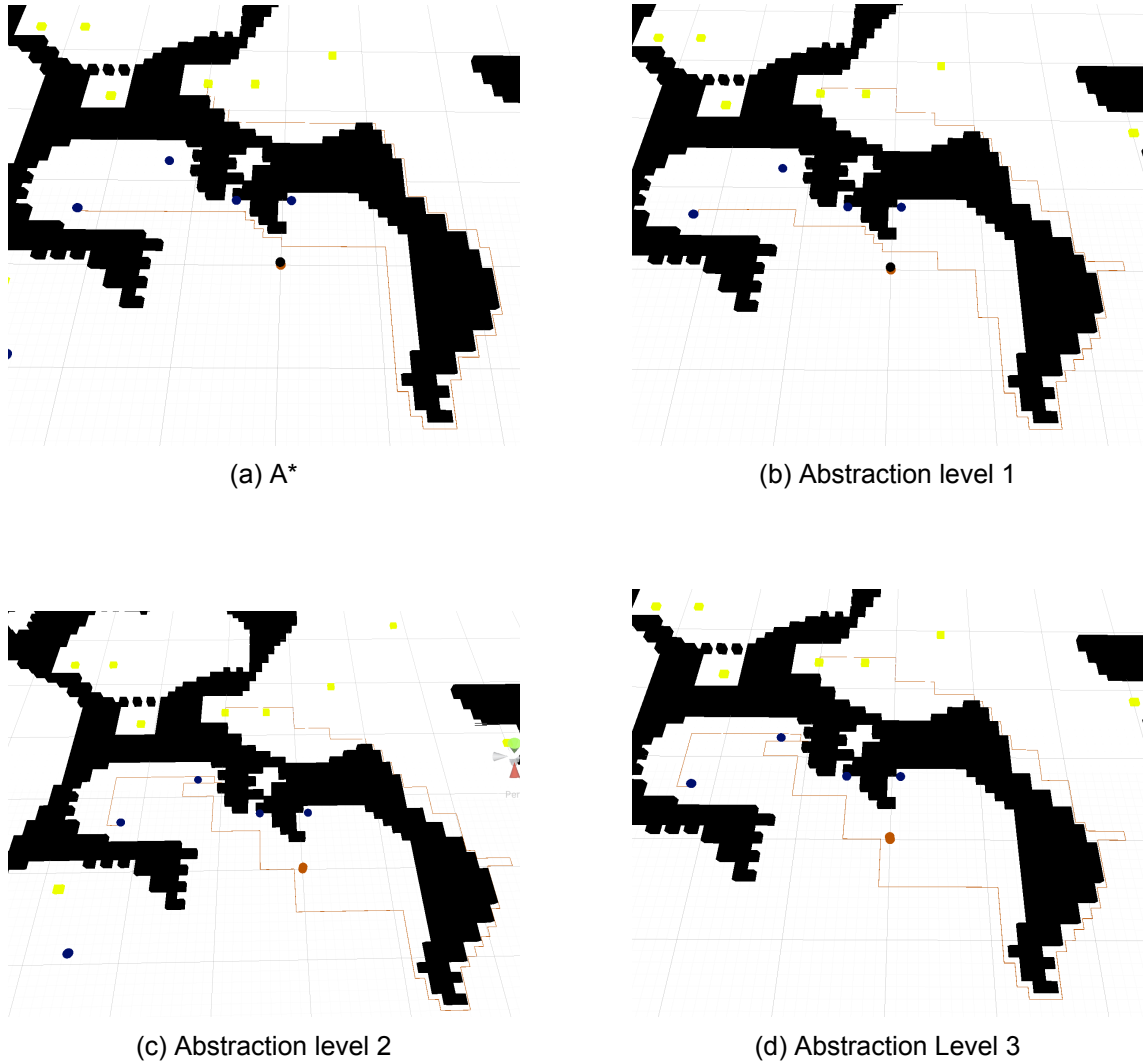 (a) A*
(b) Abstraction level 1
(c) Abstraction level 2
(d) Abstraction Level 3